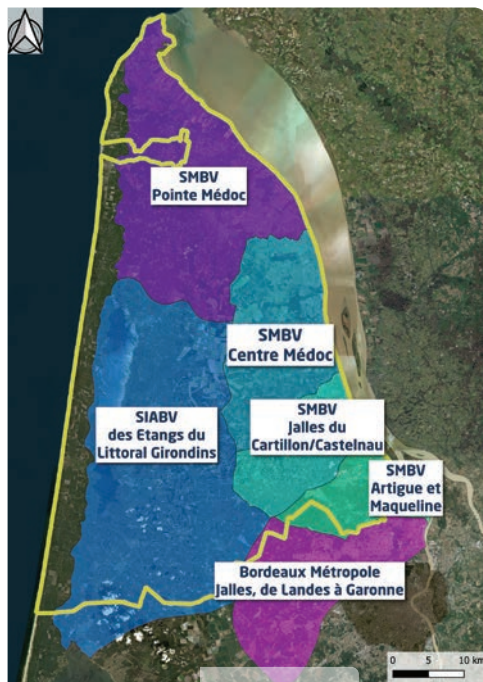 SMBV
Pointe Médoc
SMBV
Centre Médoc
SIABV
des Etangs du
Littoral Girondins
SMBV
Jalles du
Cartillon/Castelnau
SMBV
Artigue et
Maqueline
Bordeaux Métropole
Jalles, de Landes à Garonne
0 5 10 km